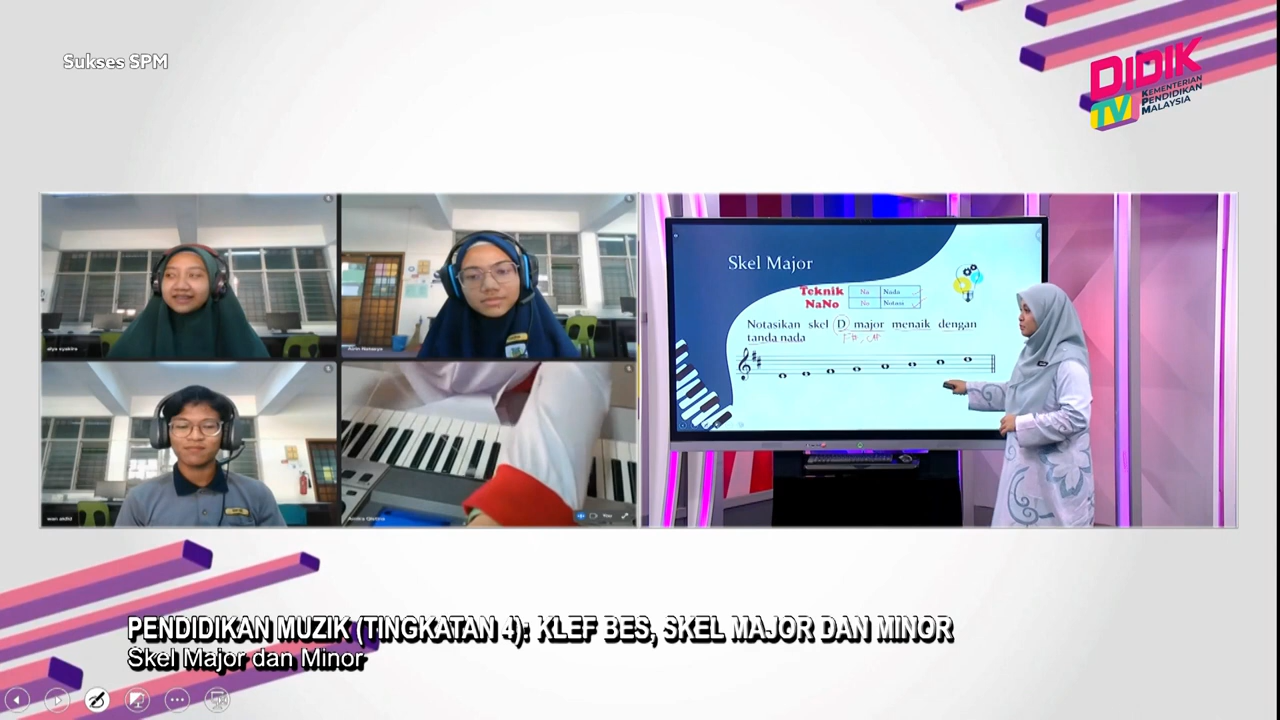 Sukses SPM
DIDIK
TV
KEMENTERIAN
PENDIDIKAN
MALAYSIA
Skel Major
Teknik
NaNo
Na Nada
No Notasi
Notasikan skel D major menaik dengan
tanda nada
F#, C#
You
PENDIDIKAN MUZIK (TINGKATAN 4): KLEF BES, SKEL MAJOR DAN MINOR
Skel Major dan Minor